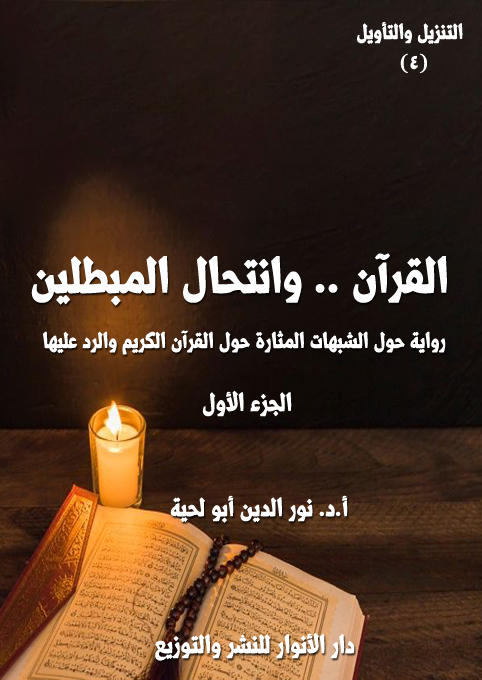 التنزيل والتأويل
(٤)
القرآن .. وانتحال المبطلين
رواية حول الشبهات المثارة حول القرآن الكريم والرد عليها
الجزء الأول
أ.د. نور الدين أبو لحية
دار الأنوار للنشر والتوزيع